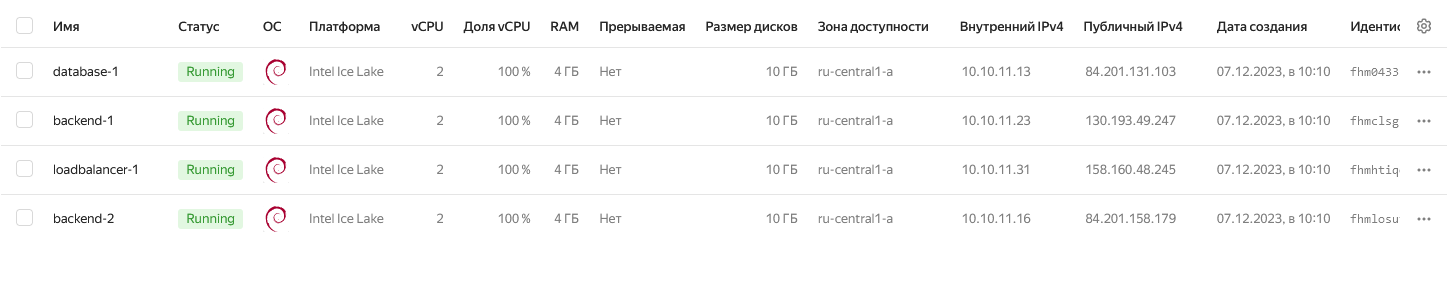 Имя Статус ОС Платформа vCPU Доля vCPU RAM Прерываемая Размер дисков Зона доступности Внутренний IPv4 Публичный IPv4 Дата создания Идентис
database-1 Running Intel Ice Lake 2 100 % 4 ГБ Нет 10 ГБ ru-central1-a 10.10.11.13 84.201.131.103 07.12.2023, в 10:10 fhm0433
backend-1 Running Intel Ice Lake 2 100 % 4 ГБ Нет 10 ГБ ru-central1-a 10.10.11.23 130.193.49.247 07.12.2023, в 10:10 fhmclsg
loadbalancer-1 Running Intel Ice Lake 2 100 % 4 ГБ Нет 10 ГБ ru-central1-a 10.10.11.31 158.160.48.245 07.12.2023, в 10:10 fhmhtiq
backend-2 Running Intel Ice Lake 2 100 % 4 ГБ Нет 10 ГБ ru-central1-a 10.10.11.16 84.201.158.179 07.12.2023, в 10:10 fhmlosu